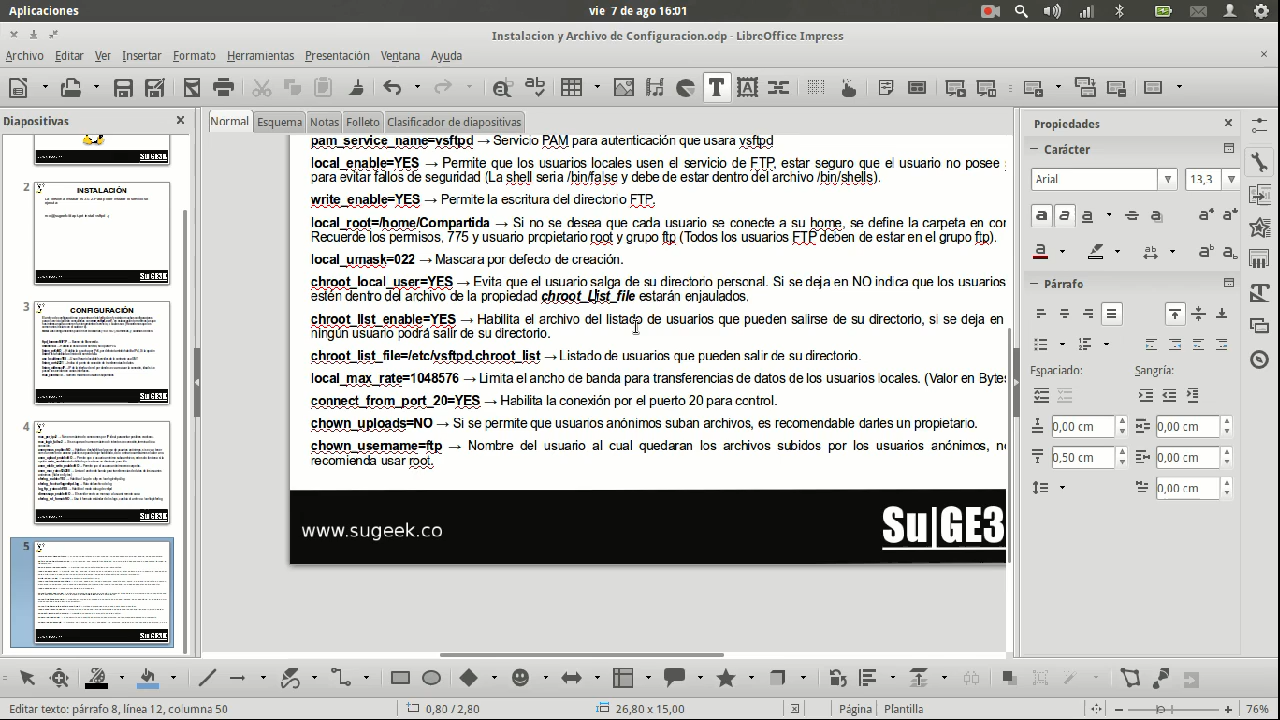 Aplicaciones
vie 7 de ago 16:01
Instalacion y Archivo de Configuracion.odp - LibreOffice Impress
Archivo Editar Ver Insertar Formato Herramientas Presentación Ventana Ayuda
Diapositivas
Normal Esquema Notas Folleto Clasificador de diapositivas
Propiedades
2
INSTALACIÓN
3
CONFIGURACIÓN
4
5
SuGE3K
pam_service_name=vsftpd → Servicio PAM para autenticación que usara vsftpd
local_enable=YES → Permite que los usuarios locales usen el servicio de FTP, estar seguro que el usuario no posee s
para evitar fallos de seguridad (La shell seria /bin/false y debe de estar dentro del archivo /bin/shells).
write_enable=YES → Permite la escritura del directorio FTP.
local_root=/home/Compartida → Si no se desea que cada usuario se conecte a su home, se define la carpeta en con
Recuerde los permisos, 775 y usuario propietario root y grupo ftp (Todos los usuarios FTP deben de estar en el grupo ftp).
local_umask=022 → Mascara por defecto de creación.
chroot_local_user=YES → Evita que el usuario salga de su directorio personal. Si se deja en NO indica que los usuarios
estén dentro del archivo de la propiedad chroot_List_file estarán enjaulados.
chroot_list_enable=YES → Habilita el archivo del listado de usuarios que pueden salir de su directorio, si se deja en
ningún usuario podrá salir de su directorio.
chroot_list_file=/etc/vsftpd.chroot_list → Listado de usuarios que pueden salir de su directorio.
local_max_rate=1048576 → Limita el ancho de banda para transferencias de datos de los usuarios locales. (Valor en Bytes
connect_from_port_20=YES → Habilita la conexión por el puerto 20 para control.
chown_uploads=NO → Si se permite que usuarios anónimos suban archivos, es recomendable darles un propietario.
chown_username=ftp → Nombre del usuario al cual quedaran los archivos subidos por los usuarios anónimos, no
recomienda usar root.
www.sugeek.co
Su|GE3
Carácter
Arial
13,3
Párrafo
Espaciado:
Sangría:
0,00 cm
0,00 cm
0,50 cm
0,00 cm
0,00 cm
Editar texto: párrafo 8, línea 12, columna 50
0,80 / 2,80
26,80 x 15,00
Página
Plantilla
76%